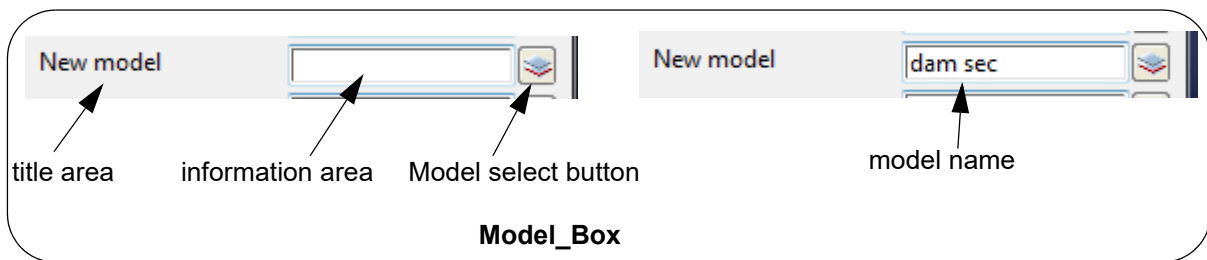 New model
New model dam sec
title area information area Model select button model name
Model_Box